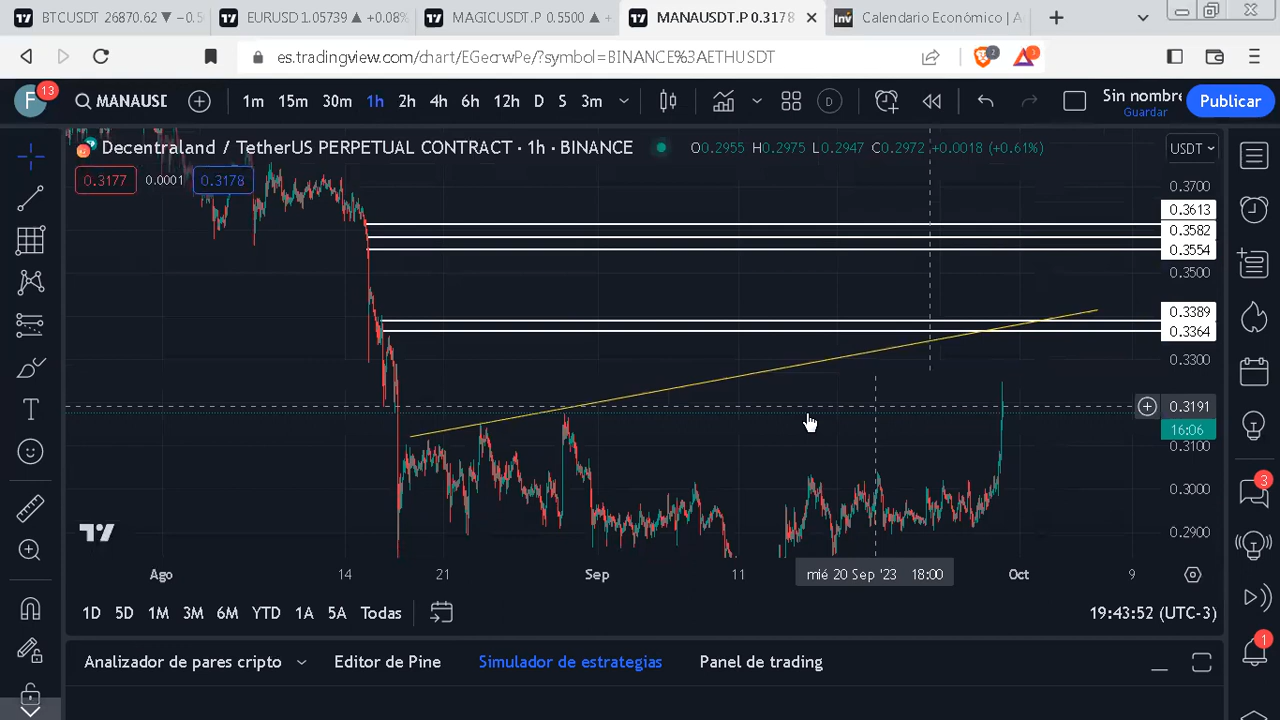 BTCUSDT 26870.62 ▼ −0.5
EURUSD 1.05739 ▲ +0.08%
MAGICUSDT.P 0.5500 ▲ +
MANAUSDT.P 0.3178
Inv Calendario Económico | A
es.tradingview.com/chart/EGecrwPe/?symbol=BINANCE%3AETHUSDT
2
1
F 13 MANAUSD 1m 15m 30m 1h 2h 4h 6h 12h D S 3m D Sin nombre Guardar Publicar
Decentraland / TetherUS PERPETUAL CONTRACT · 1h · BINANCE O0.2955 H0.2975 L0.2947 C0.2972 +0.0018 (+0.61%) USDT
0.3177 0.0001 0.3178
0.3700
0.3613
0.3582
0.3554
0.3500
0.3389
0.3364
0.3300
0.3191
16:06
0.3100
0.3000
0.2900
3
1
Ago 14 21 Sep 11 mié 20 Sep '23 18:00 Oct 9
1D 5D 1M 3M 6M YTD 1A 5A Todas 19:43:52 (UTC-3)
Analizador de pares cripto Editor de Pine Simulador de estrategias Panel de trading